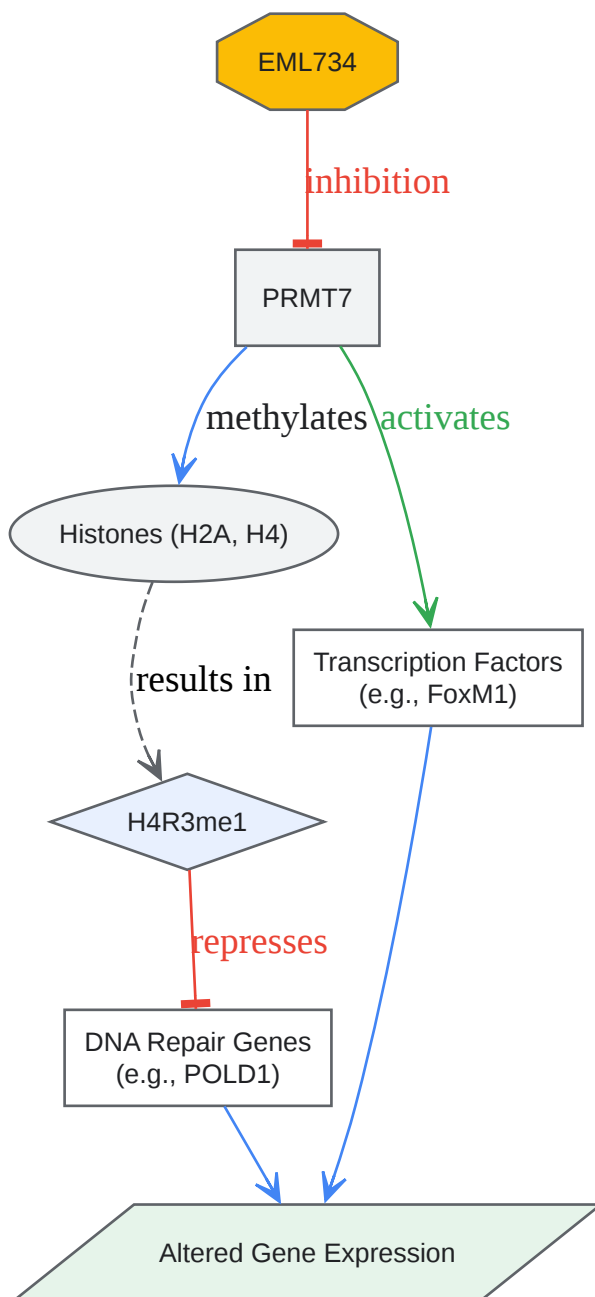 EML734
inhibition
PRMT7
methylates
activates
Histones (H2A, H4)
Transcription Factors
(e.g., FoxM1)
results in
H4R3me1
represses
DNA Repair Genes
(e.g., POLD1)
Altered Gene Expression